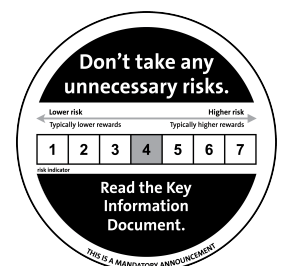 Don’t take any
unnecessary risks.
Lower risk Higher risk
Typically lower rewards Typically higher rewards
1 2 3 4 5 6 7
risk indicator
Read the Key
Information
Document.
THIS IS A MANDATORY ANNOUNCEMENT